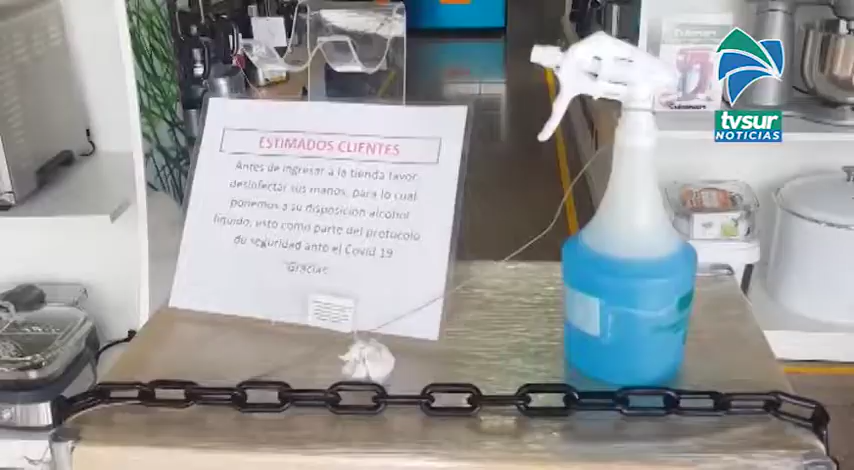 tvsur
NOTICIAS
ESTIMADOS CLIENTES
Antes de ingresar a la tienda favor
desinfectar sus manos, para lo cual
ponemos a su disposición alcohol
líquido, esto como parte del protocolo
de seguridad ante el Covid 19
Gracias